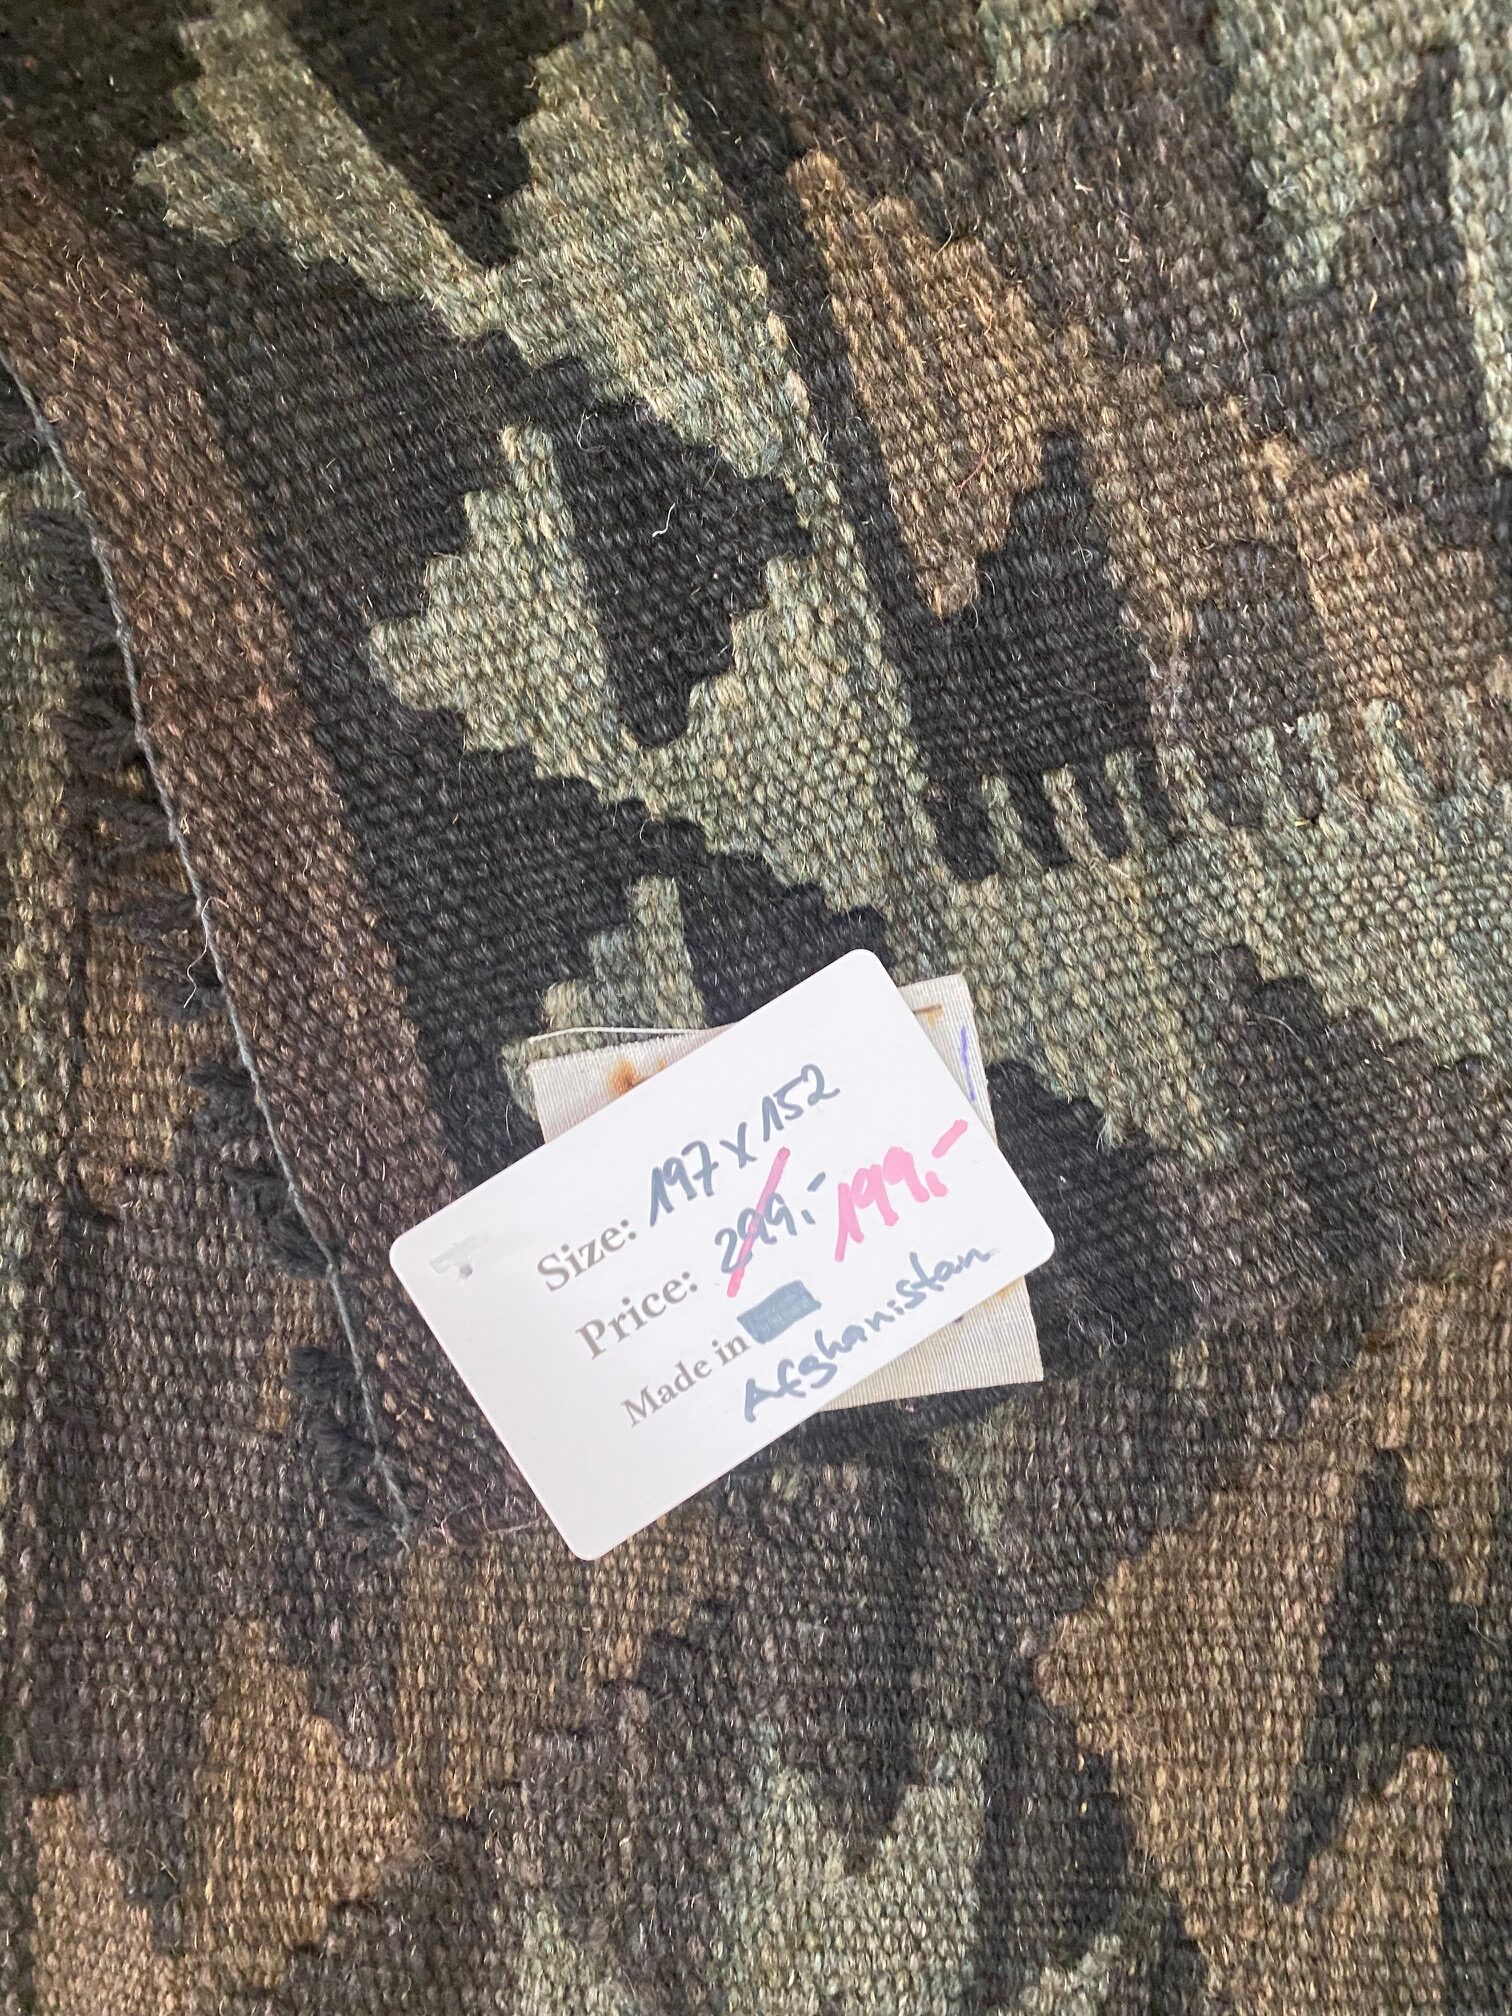 Size: 197 x 152
Price: 299,- 199,-
Made in
Afghanistan